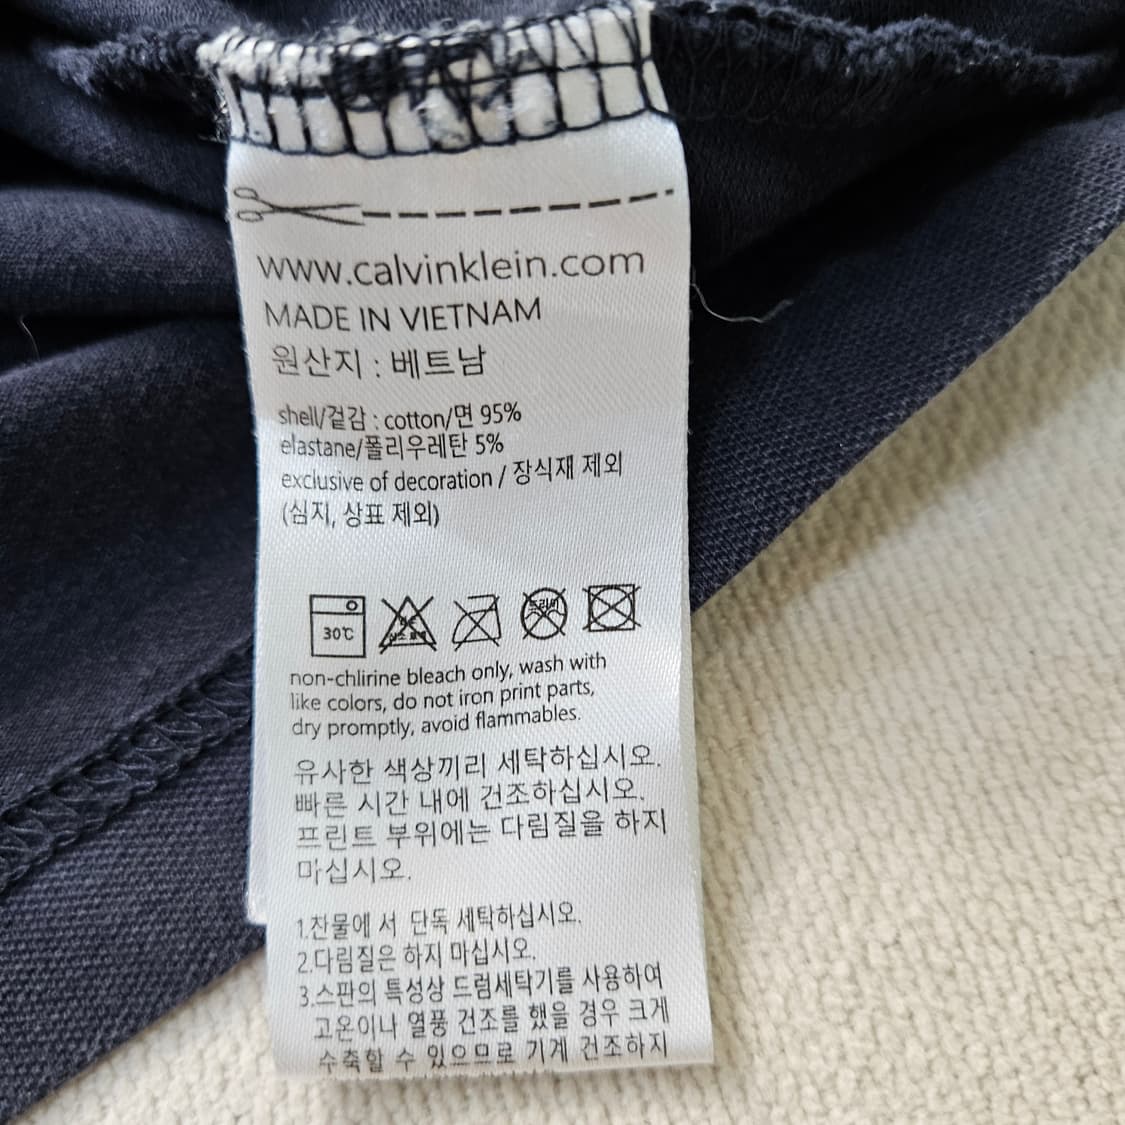 www.calvinklein.com
MADE IN VIETNAM
원산지 : 베트남
shell/겉감 : cotton/면 95%
elastane/폴리우레탄 5%
exclusive of decoration / 장식재 제외
(심지, 상표 제외)
30℃
드라이
non-chlirine bleach only, wash with
like colors, do not iron print parts,
dry promptly, avoid flammables.
유사한 색상끼리 세탁하십시오.
빠른 시간 내에 건조하십시오.
프린트 부위에는 다림질을 하지
마십시오.
1.찬물에 서 단독 세탁하십시오.
2.다림질은 하지 마십시오.
3.스판의 특성상 드럼세탁기를 사용하여
고온이나 열풍 건조를 했을 경우 크게
수축할 수 있으므로 기계 건조하지